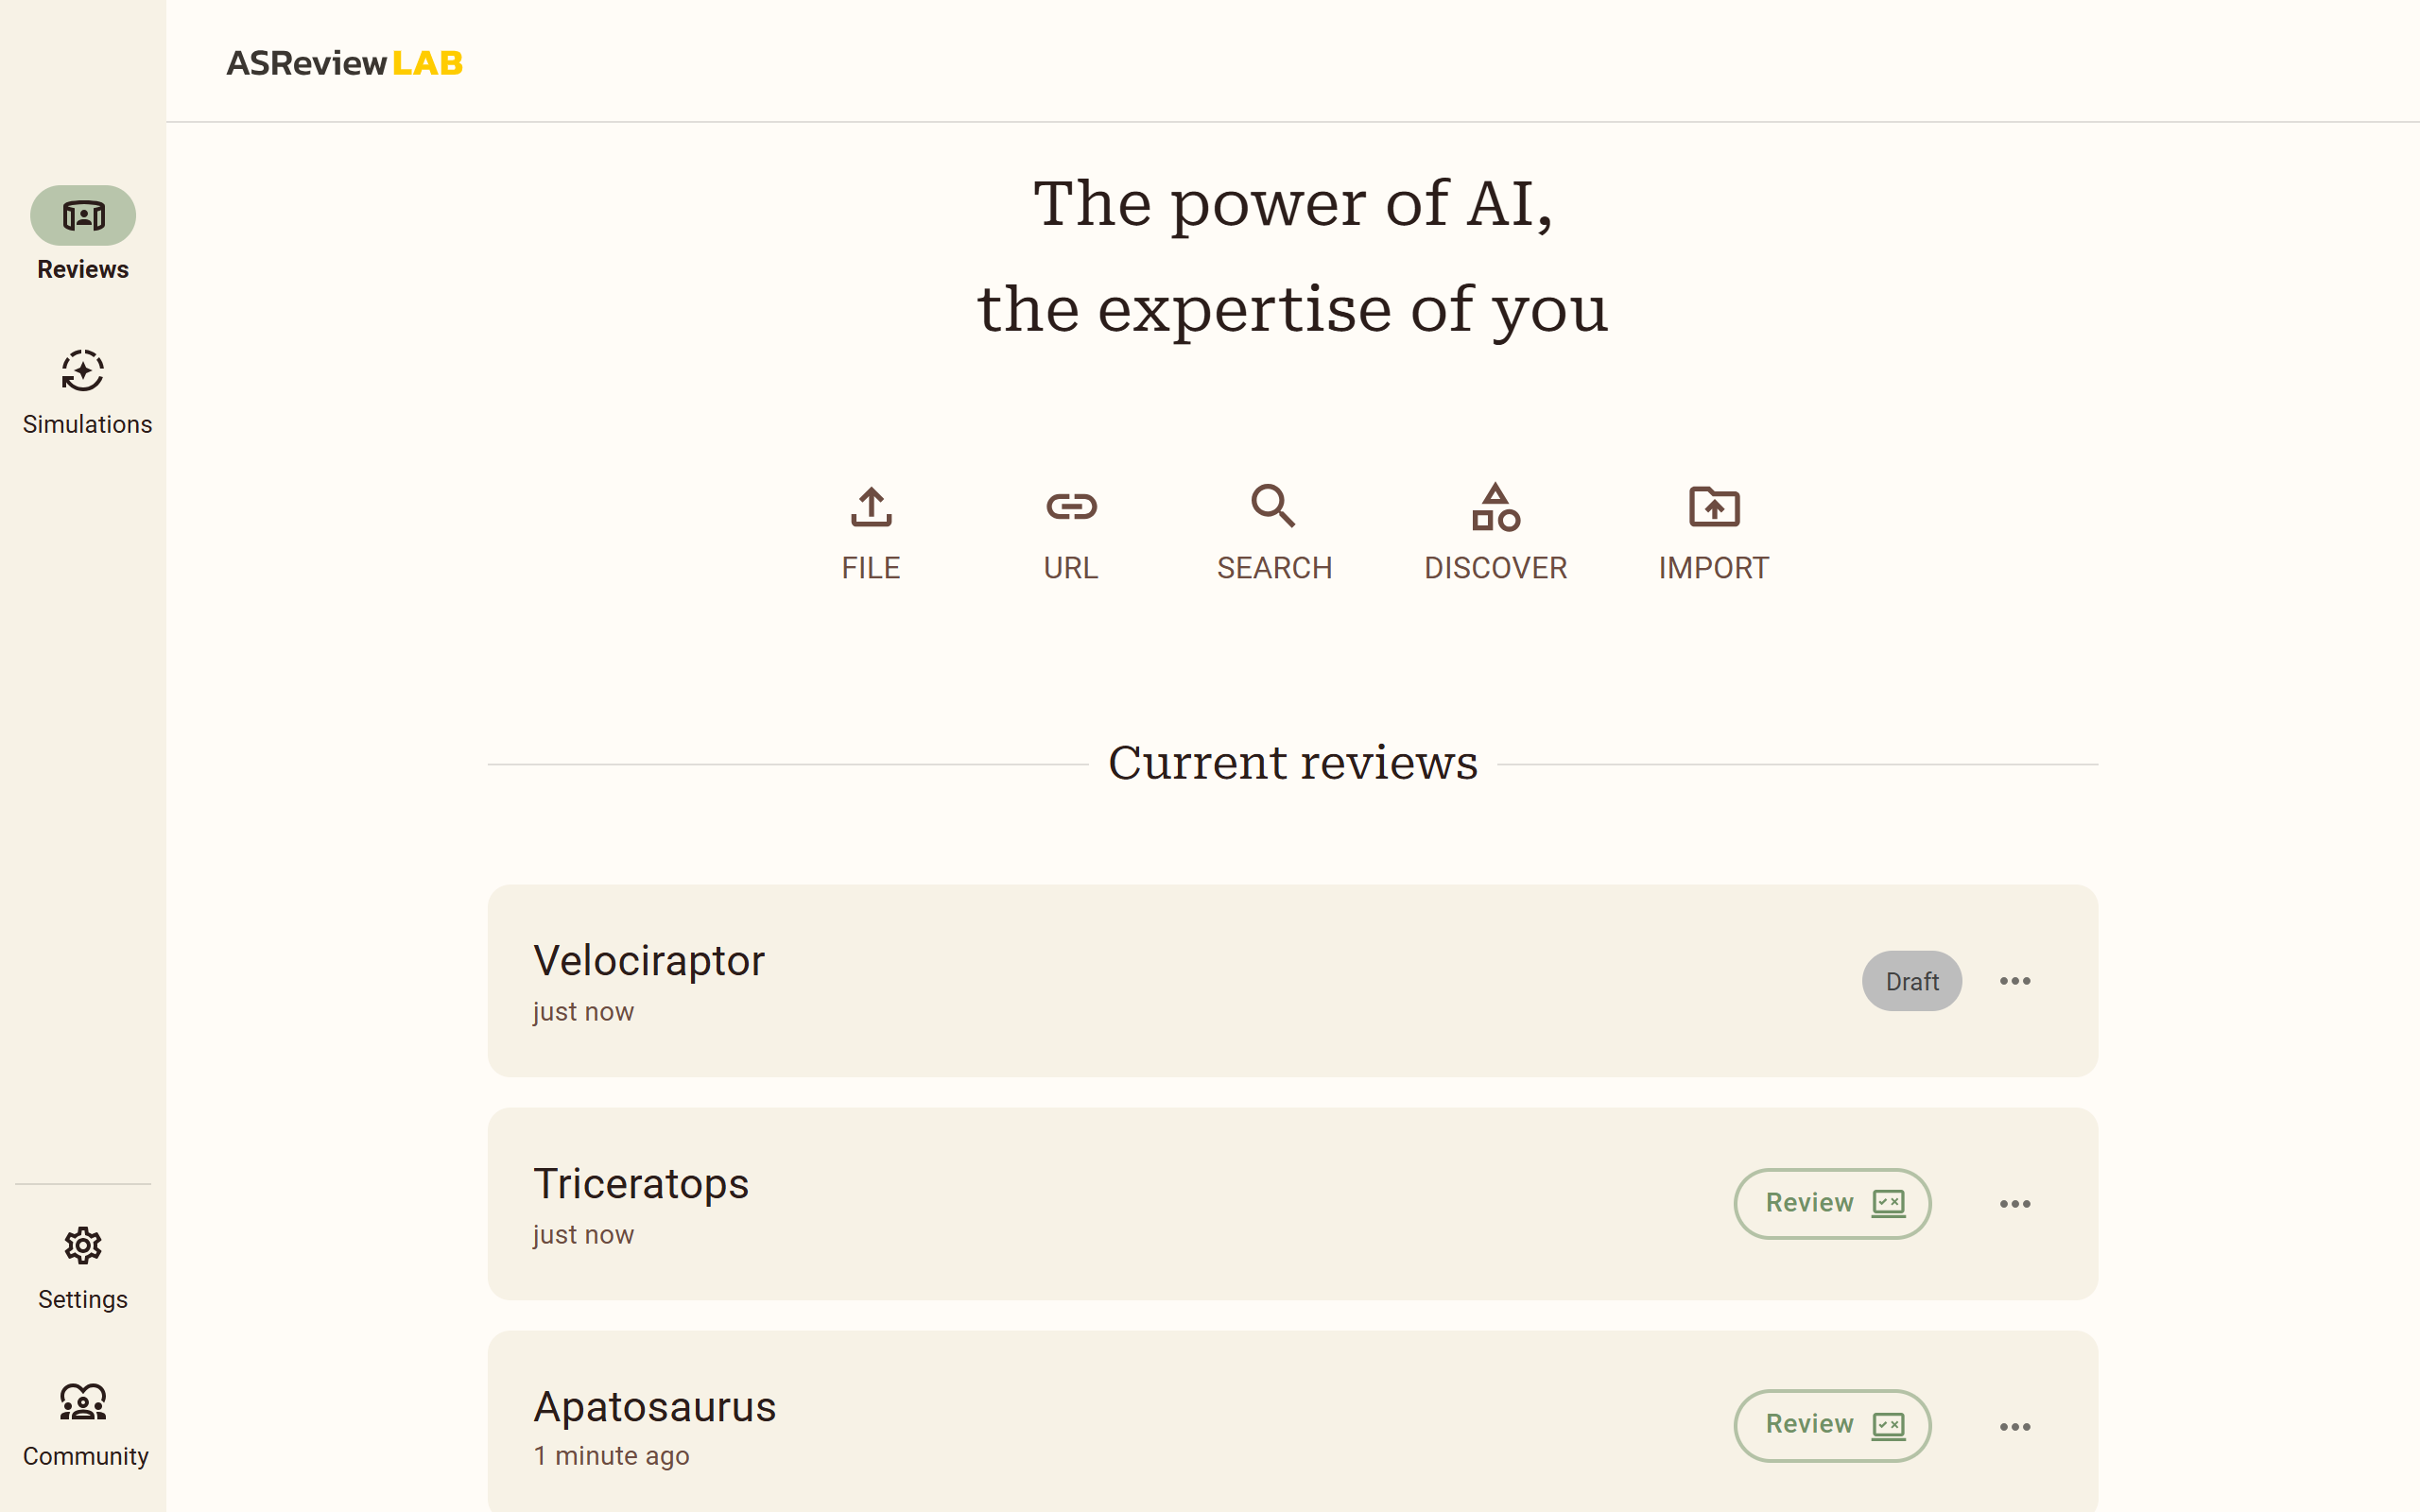 ASReview LAB
Reviews
Simulations
Settings
Community
The power of AI,
the expertise of you
FILE
URL
SEARCH
DISCOVER
IMPORT
Current reviews
Velociraptor
just now
Draft
Triceratops
just now
Review
Apatosaurus
1 minute ago
Review